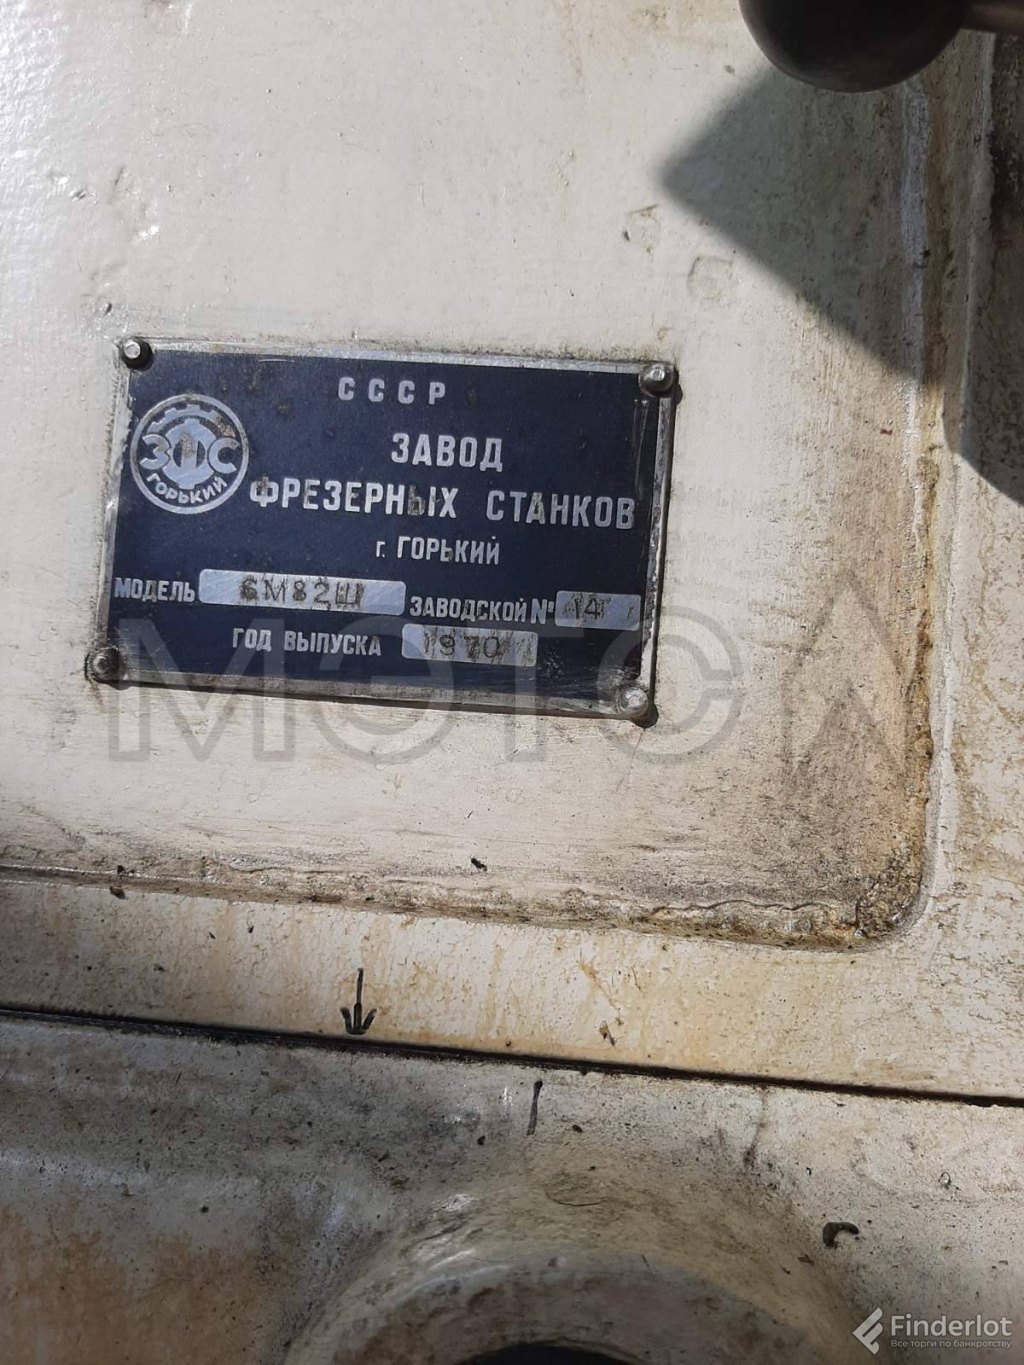 СССР
ЗФС
ГОРЬКИЙ
ЗАВОД
ФРЕЗЕРНЫХ СТАНКОВ
г. ГОРЬКИЙ
МОДЕЛЬ 6М82Ш ЗАВОДСКОЙ № 14
ГОД ВЫПУСКА 1970
МЭТС
Finderlot
Все торги по банкротству